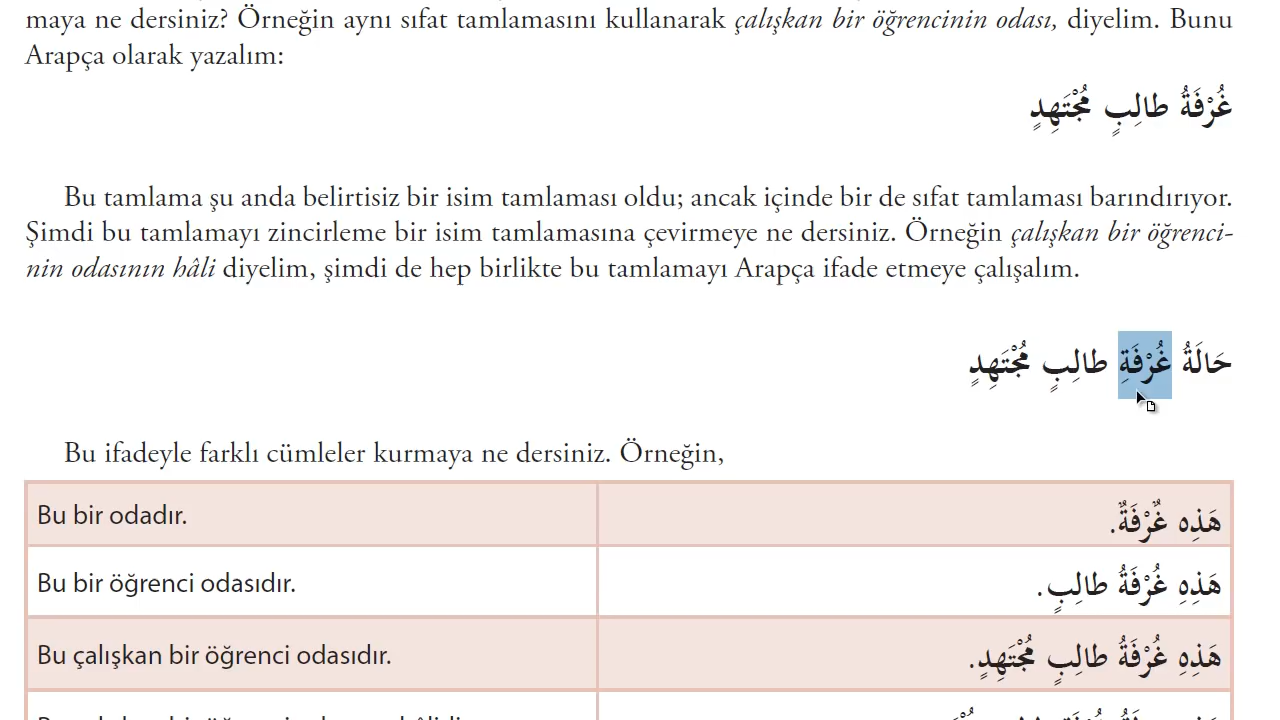 maya ne dersiniz? Örneğin aynı sıfat tamlamasını kullanarak çalışkan bir öğrencinin odası, diyelim. Bunu
Arapça olarak yazalım:
غُرْفَةُ طالِبٍ مُجْتَهِدٍ
Bu tamlama şu anda belirtisiz bir isim tamlaması oldu; ancak içinde bir de sıfat tamlaması barındırıyor.
Şimdi bu tamlamayı zincirleme bir isim tamlamasına çevirmeye ne dersiniz. Örneğin çalışkan bir öğrenci-
nin odasının hâli diyelim, şimdi de hep birlikte bu tamlamayı Arapça ifade etmeye çalışalım.
حَالَةُ غُرْفَةِ طالِبٍ مُجْتَهِدٍ
Bu ifadeyle farklı cümleler kurmaya ne dersiniz. Örneğin,
Bu bir odadır.
هَذِه غُرْفَةٌ.
Bu bir öğrenci odasıdır.
هَذِهِ غُرْفَةُ طالِبٍ.
Bu çalışkan bir öğrenci odasıdır.
هَذِهِ غُرْفَةُ طالِبٍ مُجْتَهِدٍ.